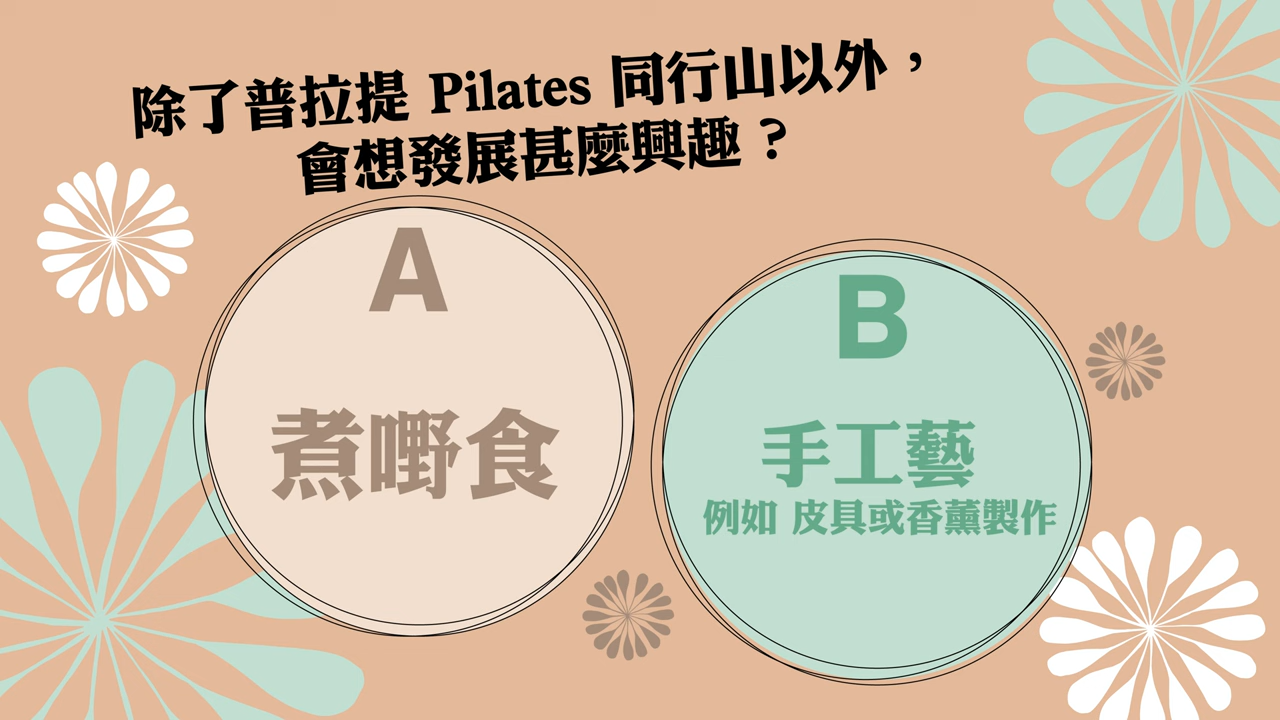 除了普拉提 Pilates 同行山以外，
會想發展甚麼興趣？
A
煮嘢食
B
手工藝
例如 皮具或香薰製作